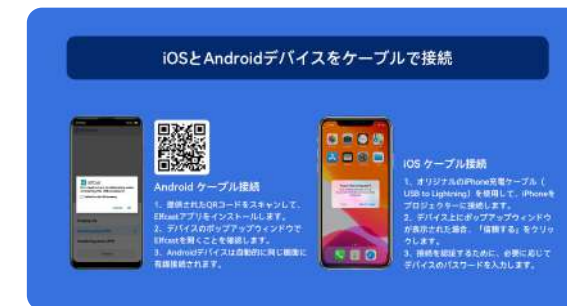 iOSとAndroidデバイスをケーブルで接続
Android ケーブル接続
1、提供されたQRコードをスキャンして、
Elfcastアプリをインストールします。
2、デバイスのポップアップウィンドウで
Elfcastを開くことを確認します。
3、Androidデバイスは自動的に同じ画面に
有線接続されます。
iOS ケーブル接続
1、オリジナルのiPhone充電ケーブル（
USB to Lightning）を使用して、iPhoneを
プロジェクターに接続します。
2、デバイス上にポップアップウィンドウ
が表示された場合、「信頼する」をクリッ
クします。
3、接続を認証するために、必要に応じて
デバイスのパスワードを入力します。